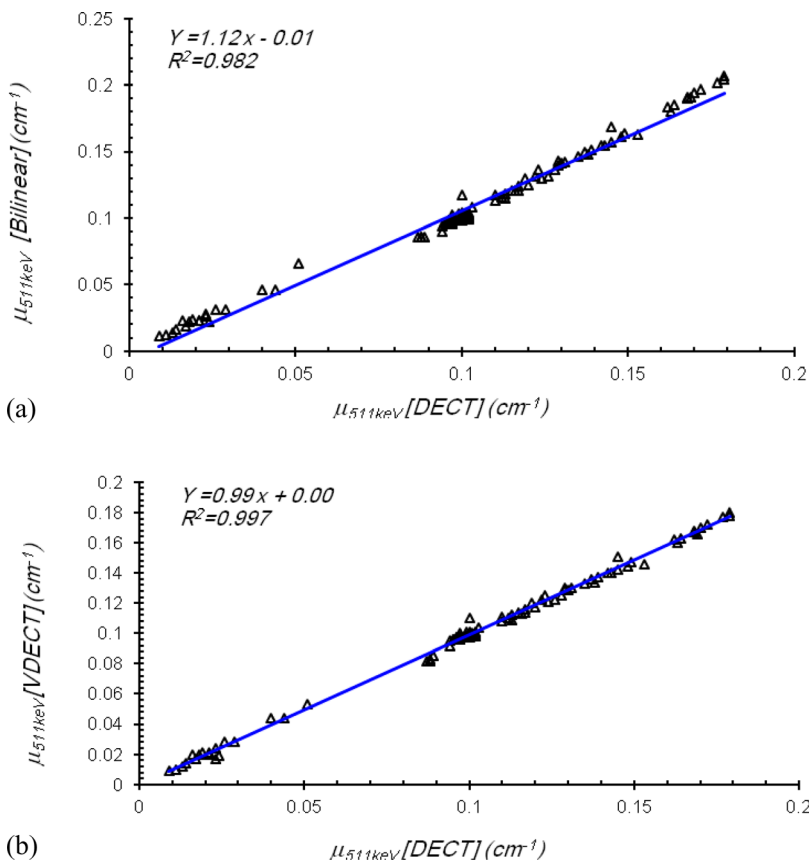 0.25
Y =1.12 x - 0.01
R²=0.982
0.2
0.15
0.1
0.05
0
μ511keV [Bilinear] (cm-1)
0 0.05 0.1 0.15 0.2
μ511keV [DECT] (cm-1)
(a)
0.2
Y =0.99 x + 0.00
R²=0.997
0.18
0.16
0.14
0.12
0.1
0.08
0.06
0.04
0.02
0
μ511keV [VDECT] (cm-1)
0 0.05 0.1 0.15 0.2
μ511keV [DECT] (cm-1)
(b)